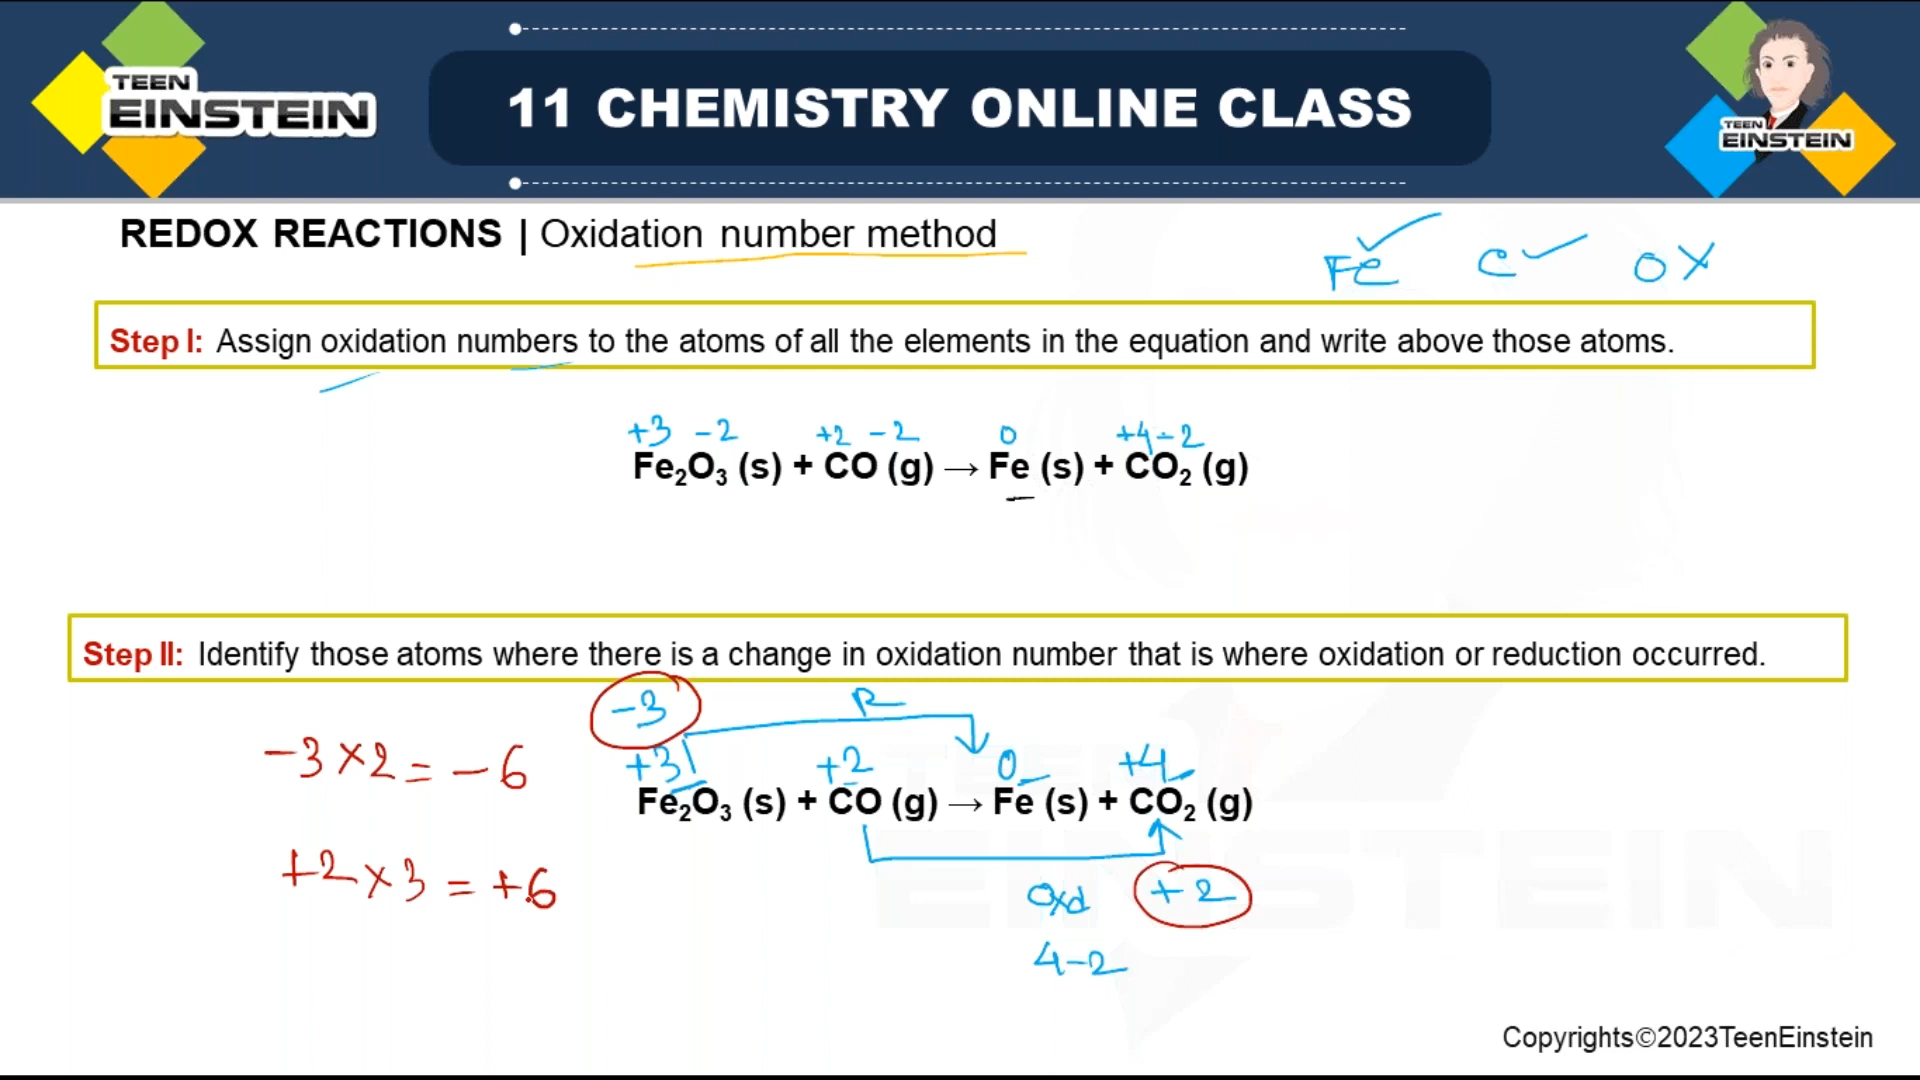 TEEN
EINSTEIN
11 CHEMISTRY ONLINE CLASS
TEEN
EINSTEIN
REDOX REACTIONS | Oxidation number method
Fe ✓ C ✓ O X
Step I: Assign oxidation numbers to the atoms of all the elements in the equation and write above those atoms.
+3 -2 +2 -2 0 +4 -2
Fe₂O₃ (s) + CO (g) → Fe (s) + CO₂ (g)
Step II: Identify those atoms where there is a change in oxidation number that is where oxidation or reduction occurred.
-3 R
-3 × 2 = -6
+3 +2 0 +4
Fe₂O₃ (s) + CO (g) → Fe (s) + CO₂ (g)
+2 × 3 = +6
Oxd +2
4-2
TEEN
EINSTEIN
Copyrights©2023TeenEinstein